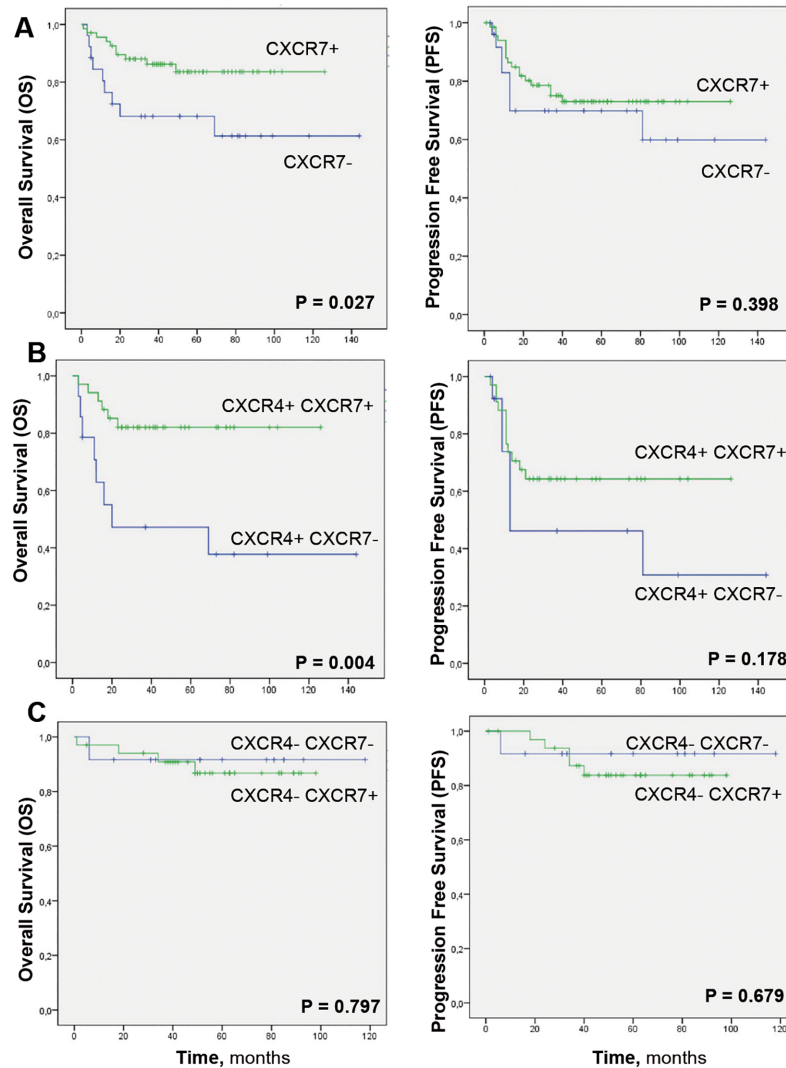 A
Overall Survival (OS)
1,0
0,8
0,6
0,4
0,2
0,0
CXCR7+
CXCR7-
P = 0.027
0 20 40 60 80 100 120 140
Progression Free Survival (PFS)
1,0
0,8
0,6
0,4
0,2
0,0
CXCR7+
CXCR7-
P = 0.398
0 20 40 60 80 100 120 140
B
Overall Survival (OS)
1,0
0,8
0,6
0,4
0,2
0,0
CXCR4+ CXCR7+
CXCR4+ CXCR7-
P = 0.004
0 20 40 60 80 100 120 140
Progression Free Survival (PFS)
1,0
0,8
0,6
0,4
0,2
0,0
CXCR4+ CXCR7+
CXCR4+ CXCR7-
P = 0.178
0 20 40 60 80 100 120 140
C
Overall Survival (OS)
1,0
0,8
0,6
0,4
0,2
0,0
CXCR4- CXCR7-
CXCR4- CXCR7+
P = 0.797
0 20 40 60 80 100 120
Time, months
Progression Free Survival (PFS)
1,0
0,8
0,6
0,4
0,2
0,0
CXCR4- CXCR7-
CXCR4- CXCR7+
P = 0.679
0 20 40 60 80 100 120
Time, months